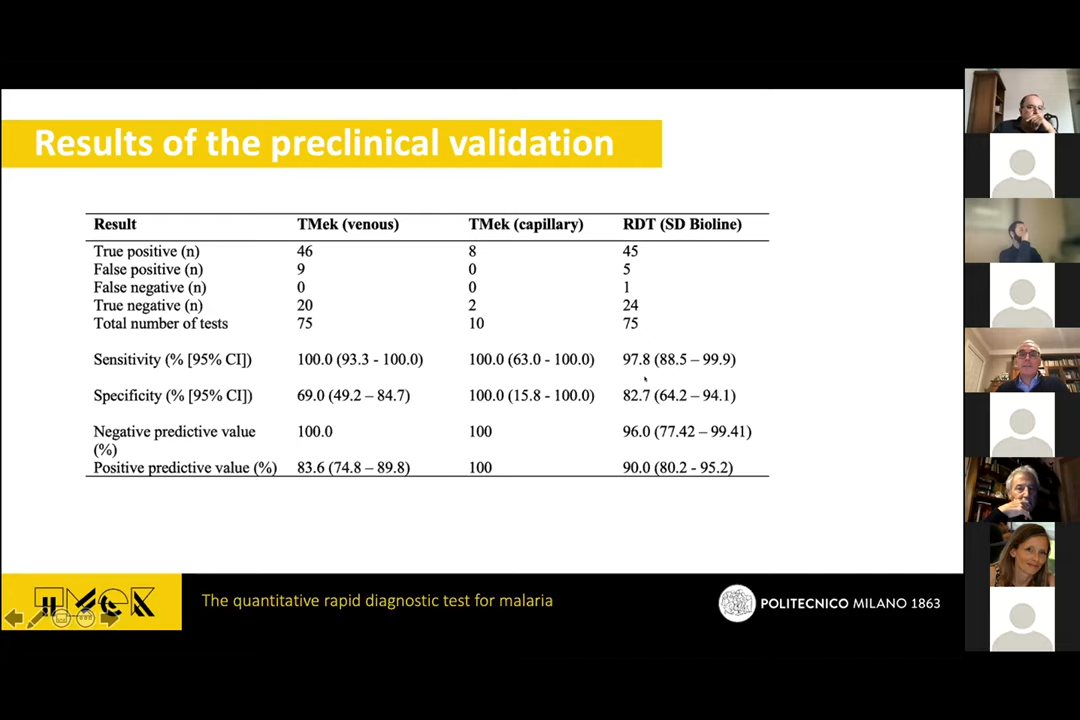 Results of the preclinical validation
Result TMek (venous) TMek (capillary) RDT (SD Bioline)
True positive (n) 46 8 45
False positive (n) 9 0 5
False negative (n) 0 0 1
True negative (n) 20 2 24
Total number of tests 75 10 75
Sensitivity (% [95% CI]) 100.0 (93.3 - 100.0) 100.0 (63.0 - 100.0) 97.8 (88.5 – 99.9)
Specificity (% [95% CI]) 69.0 (49.2 – 84.7) 100.0 (15.8 - 100.0) 82.7 (64.2 – 94.1)
Negative predictive value 100.0 100 96.0 (77.42 – 99.41)
(%)
Positive predictive value (%) 83.6 (74.8 – 89.8) 100 90.0 (80.2 - 95.2)
TMEK
The quantitative rapid diagnostic test for malaria
POLITECNICO MILANO 1863